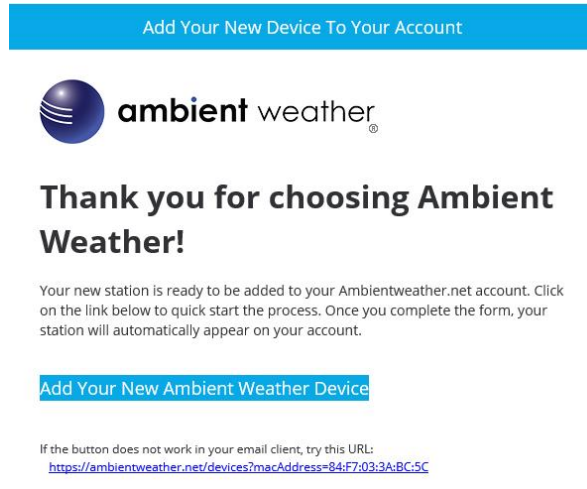 Add Your New Device To Your Account
ambient weather®
Thank you for choosing Ambient
Weather!
Your new station is ready to be added to your Ambientweather.net account. Click
on the link below to quick start the process. Once you complete the form, your
station will automatically appear on your account.
Add Your New Ambient Weather Device
If the button does not work in your email client, try this URL:
https://ambientweather.net/devices?macAddress=84:F7:03:3A:BC:5C